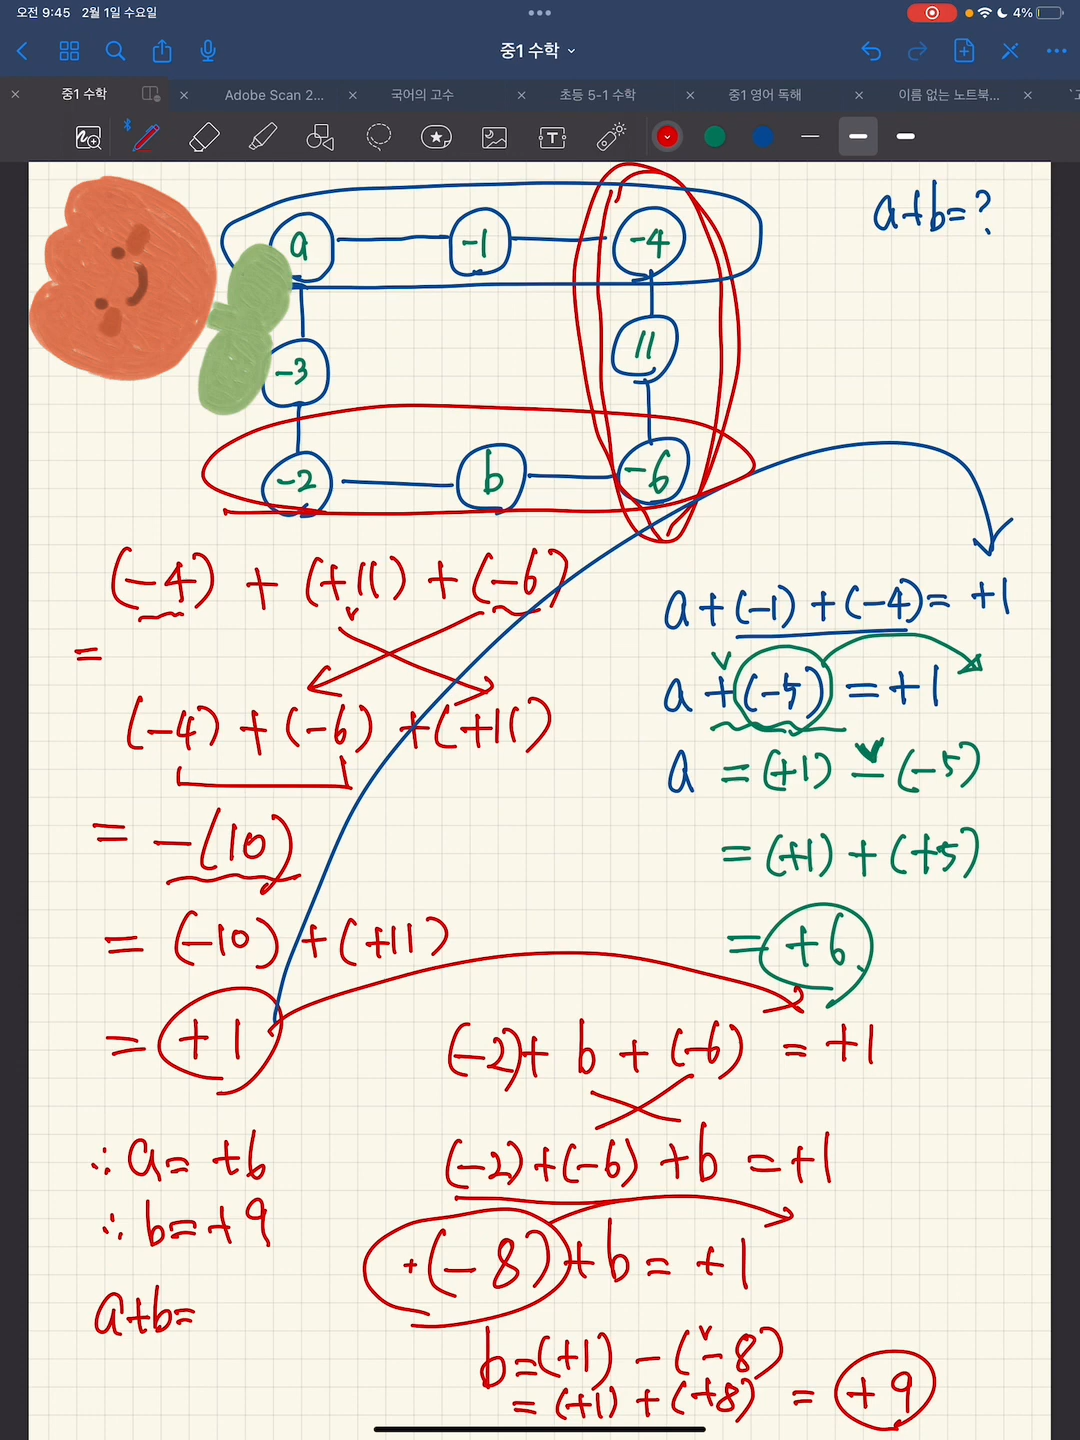 오전 9:45 2월 1일 수요일 4%
중1 수학
중1 수학 Adobe Scan 2... 국어의 고수 초등 5-1 수학 중1 영어 독해 이름 없는 노트북...
a+b=?
a -1 -4
-3 11
-2 b -6
(-4) + (+11) + (-6)
=
(-4) + (-6) + (+11)
= -(10)
= (-10) + (+11)
= +1
a + (-1) + (-4) = +1
a + (-5) = +1
a = (+1) - (-5)
= (+1) + (+5)
= +6
(-2) + b + (-6) = +1
(-2) + (-6) + b = +1
+(-8) + b = +1
b = (+1) - (-8)
= (+1) + (+8) = +9
∴ a = +6
∴ b = +9
a+b=